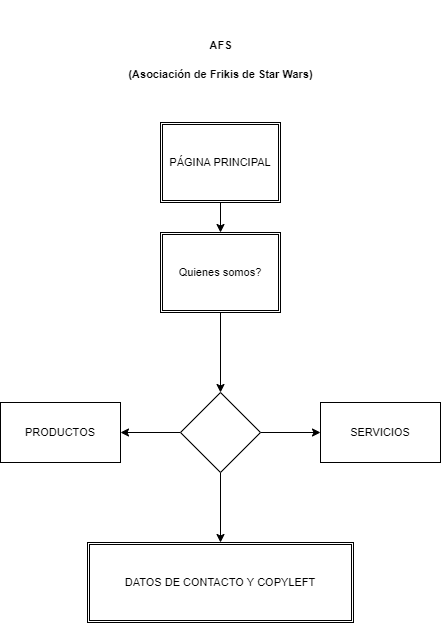 AFS
(Asociación de Frikis de Star Wars)
PÁGINA PRINCIPAL
Quienes somos?
PRODUCTOS
SERVICIOS
DATOS DE CONTACTO Y COPYLEFT